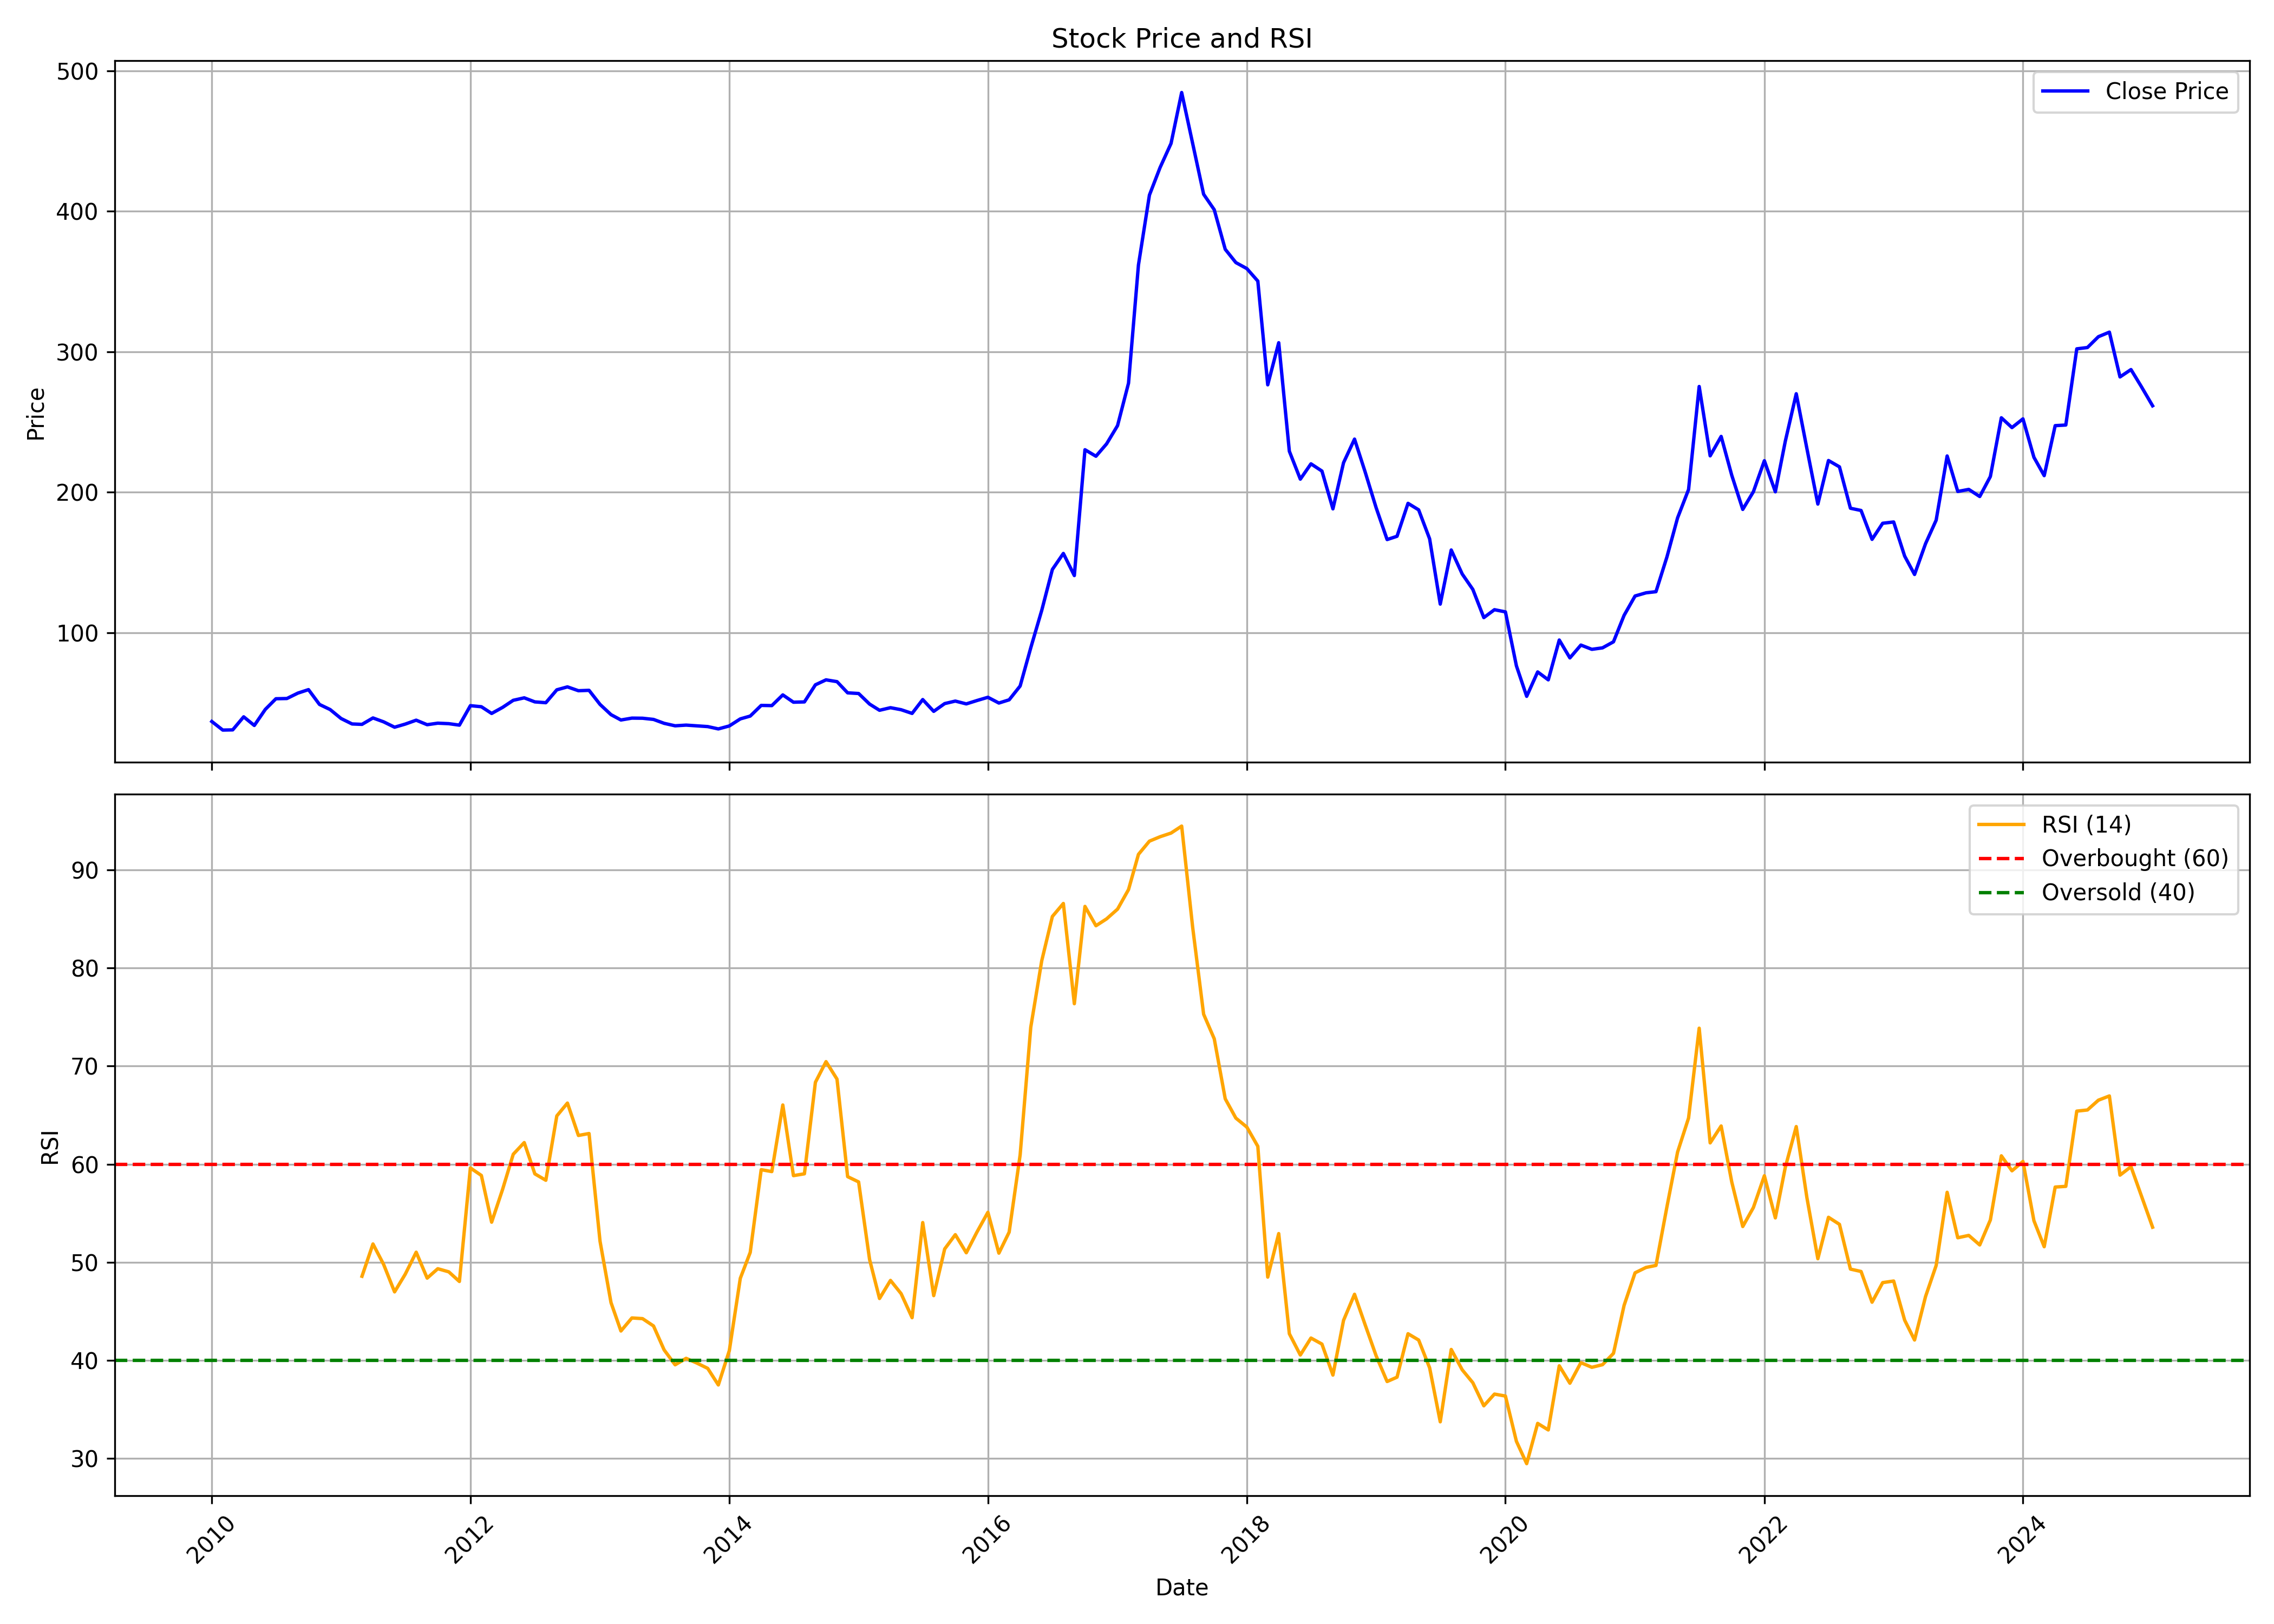 Stock Price and RSI
Close Price
500
400
300
200
100
Price
RSI (14)
Overbought (60)
Oversold (40)
90
80
70
60
50
40
30
RSI
2010
2012
2014
2016
2018
2020
2022
2024
Date